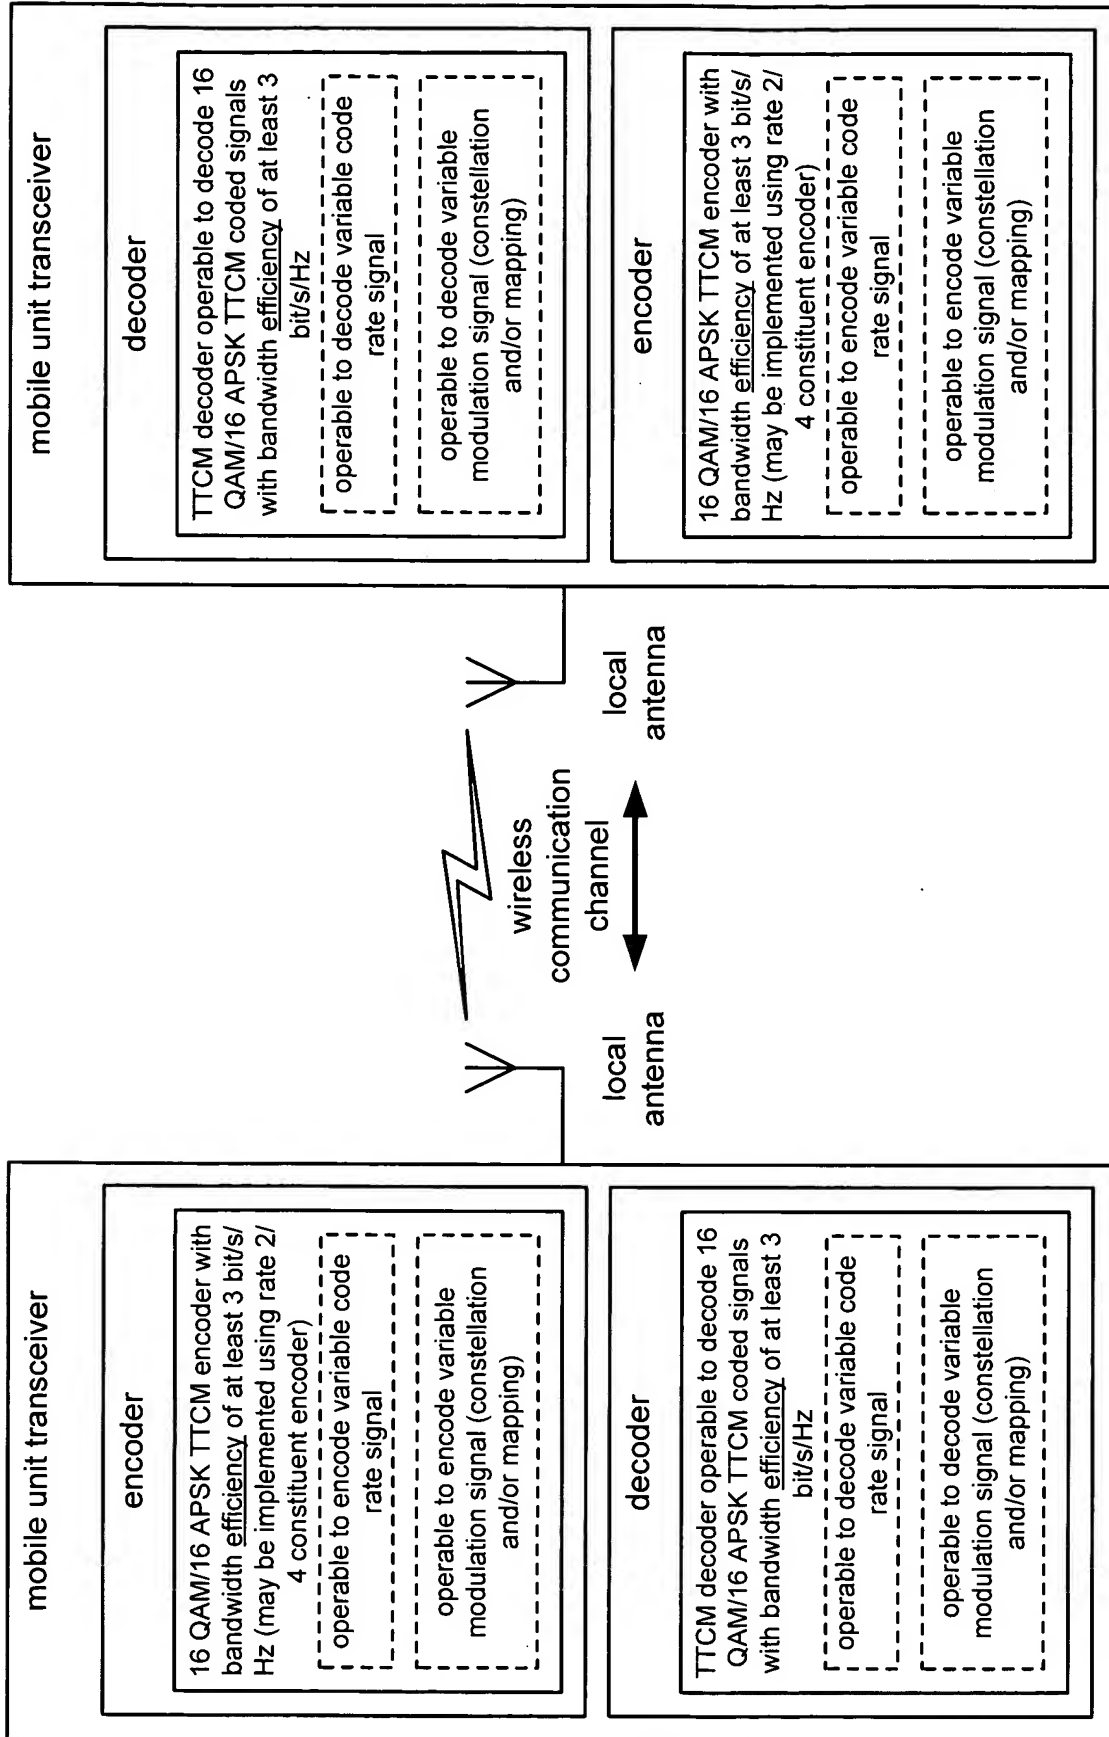 mobile unit transceiver
encoder
16 QAM/16 APSK TTCM encoder with
bandwidth efficiency of at least 3 bit/s/
Hz (may be implemented using rate 2/
4 constituent encoder)
operable to encode variable code
rate signal
operable to encode variable
modulation signal (constellation
and/or mapping)
decoder
TTCM decoder operable to decode 16
QAM/16 APSK TTCM coded signals
with bandwidth efficiency of at least 3
bit/s/Hz
operable to decode variable code
rate signal
operable to decode variable
modulation signal (constellation
and/or mapping)
local
antenna
wireless
communication
channel
local
antenna
mobile unit transceiver
decoder
TTCM decoder operable to decode 16
QAM/16 APSK TTCM coded signals
with bandwidth efficiency of at least 3
bit/s/Hz
operable to decode variable code
rate signal
operable to decode variable
modulation signal (constellation
and/or mapping)
encoder
16 QAM/16 APSK TTCM encoder with
bandwidth efficiency of at least 3 bit/s/
Hz (may be implemented using rate 2/
4 constituent encoder)
operable to encode variable code
rate signal
operable to encode variable
modulation signal (constellation
and/or mapping)